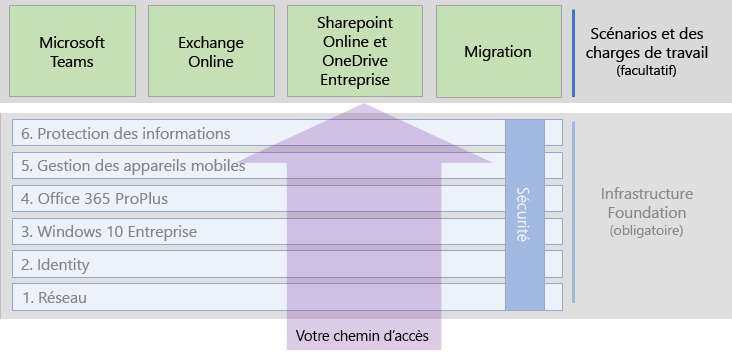 Microsoft
Teams
Exchange
Online
Sharepoint
Online et
OneDrive
Entreprise
Migration
Scénarios et des
charges de travail
(facultatif)
6. Protection des informations
5. Gestion des appareils mobiles
4. Office 365 ProPlus
3. Windows 10 Entreprise
2. Identity
1. Réseau
Sécurité
Infrastructure
Foundation
(obligatoire)
Votre chemin d’accès